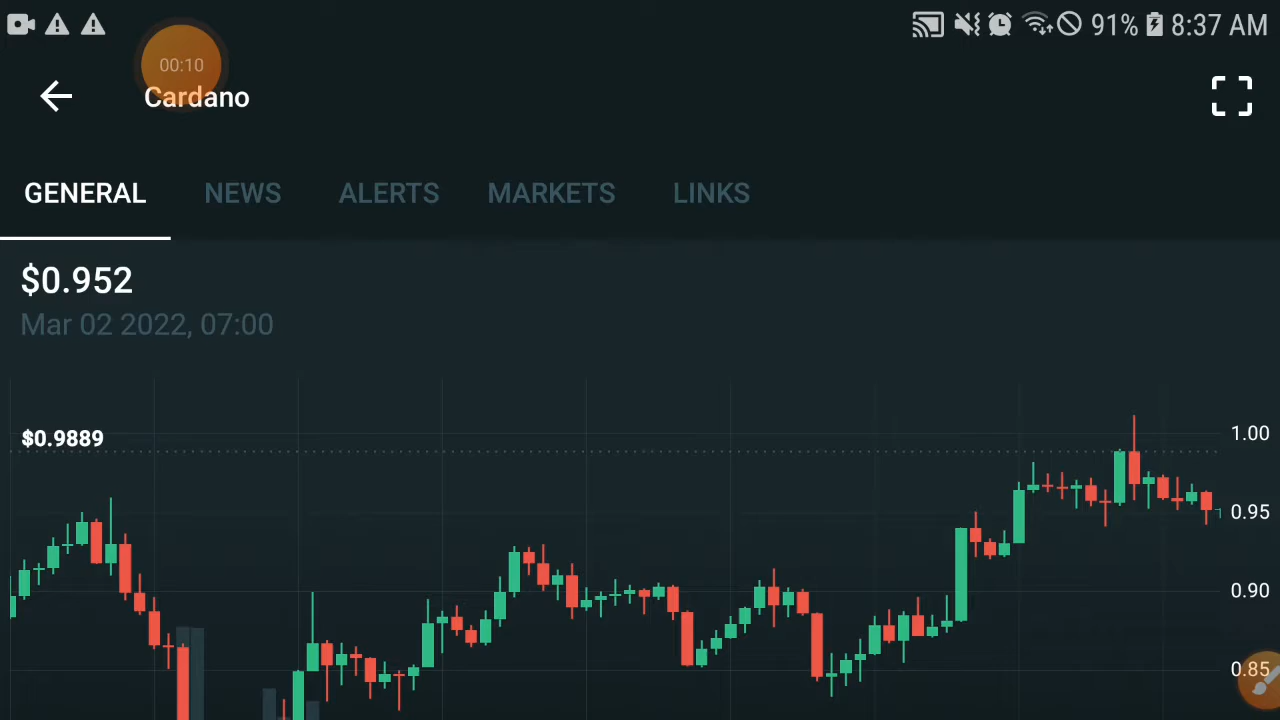 91% 8:37 AM
00:10
Cardano
GENERAL NEWS ALERTS MARKETS LINKS
$0.952
Mar 02 2022, 07:00
$0.9889
1.00
0.95
0.90
0.85